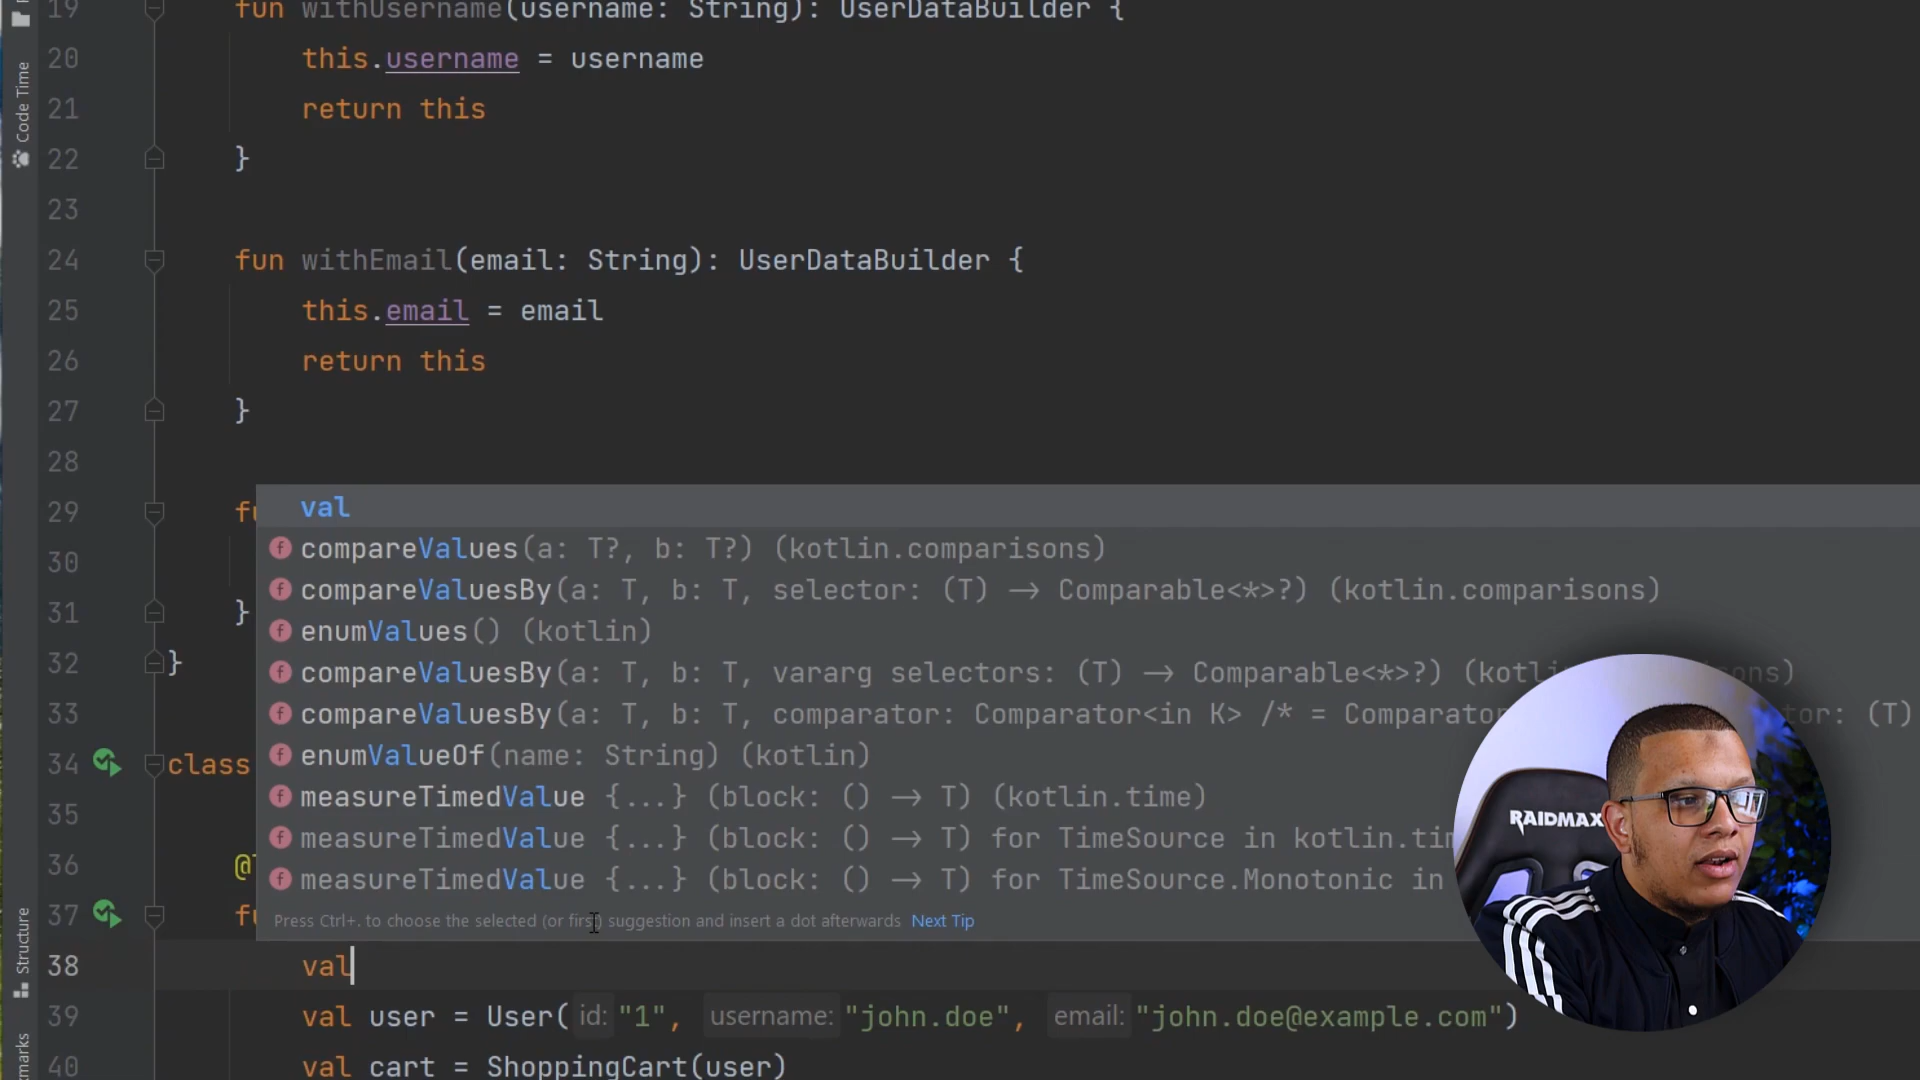 19 fun withUsername(username: String): UserDataBuilder {
20 this.username = username
21 return this
22 }
23
24 fun withEmail(email: String): UserDataBuilder {
25 this.email = email
26 return this
27 }
28
29 fu
30
31 }
32 }
33
34 class
35
36 @
37 fu
val
compareValues(a: T?, b: T?) (kotlin.comparisons)
compareValuesBy(a: T, b: T, selector: (T) → Comparable<*>?) (kotlin.comparisons)
enumValues() (kotlin)
compareValuesBy(a: T, b: T, vararg selectors: (T) → Comparable<*>?)
compareValuesBy(a: T, b: T, comparator: Comparator<in K> /* = Comparator (T)
enumValueOf(name: String) (kotlin)
measureTimedValue {...} (block: () → T) (kotlin.time)
measureTimedValue {...} (block: () → T) for TimeSource in kotlin.tim
measureTimedValue {...} (block: () → T) for TimeSource.Monotonic in
Press Ctrl+. to choose the selected (or first) suggestion and insert a dot afterwards Next Tip
38 val
39 val user = User( id: "1", username: "john.doe", email: "john.doe@example.com")
40 val cart = ShoppingCart(user)
Code Time
Structure
RAIDMAX